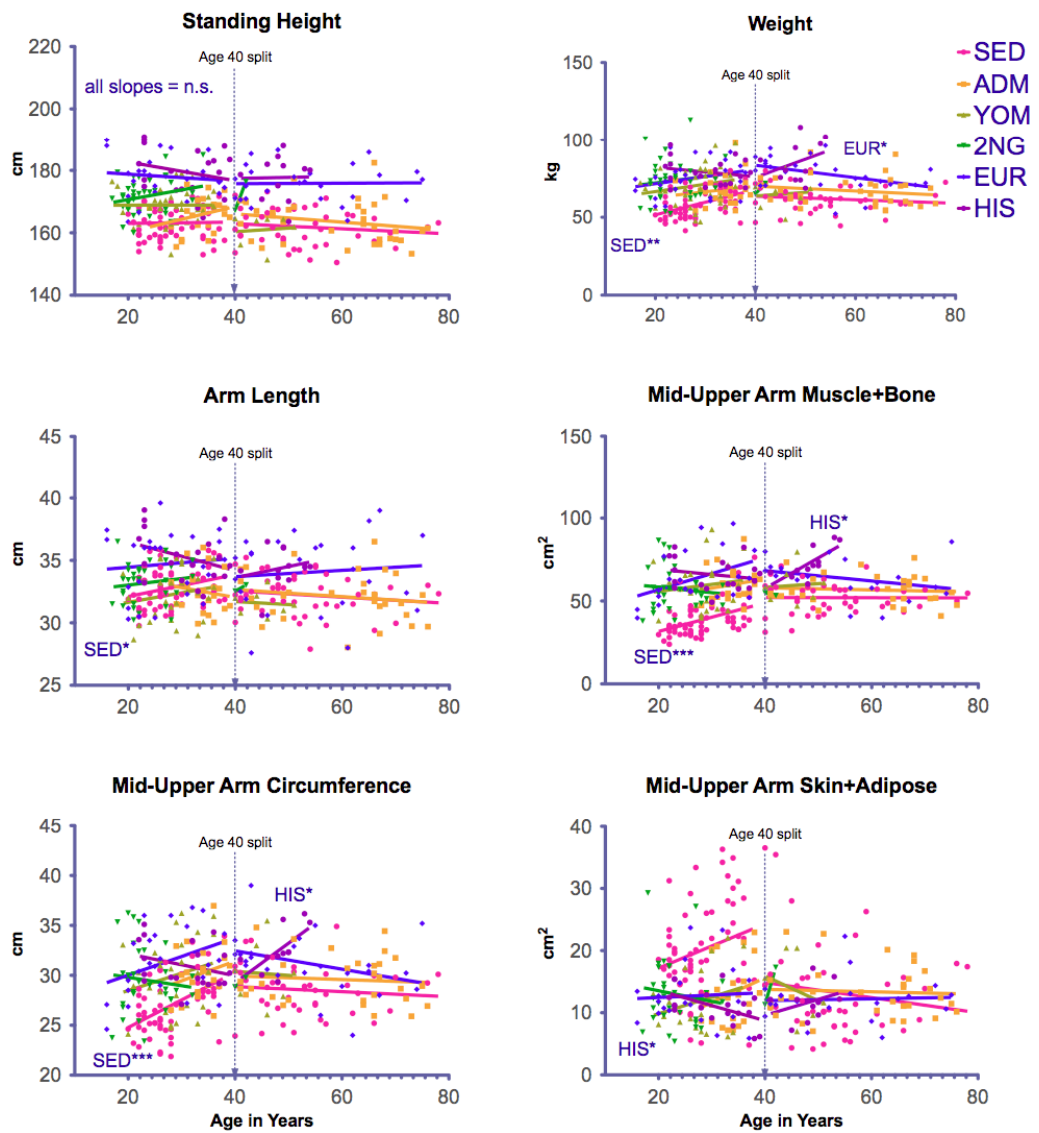 Standing Height
220
200
180
160
140
cm
Age 40 split
all slopes = n.s.
20
40
60
80
Weight
150
100
50
0
kg
Age 40 split
EUR*
SED**
20
40
60
80
SED
ADM
YOM
2NG
EUR
HIS
Arm Length
45
40
35
30
25
cm
Age 40 split
SED*
20
40
60
80
Mid-Upper Arm Muscle+Bone
150
100
50
0
cm²
Age 40 split
HIS*
SED***
20
40
60
80
Mid-Upper Arm Circumference
45
40
35
30
25
20
cm
Age 40 split
HIS*
SED***
20
40
60
80
Age in Years
Mid-Upper Arm Skin+Adipose
40
30
20
10
0
cm²
Age 40 split
HIS*
20
40
60
80
Age in Years